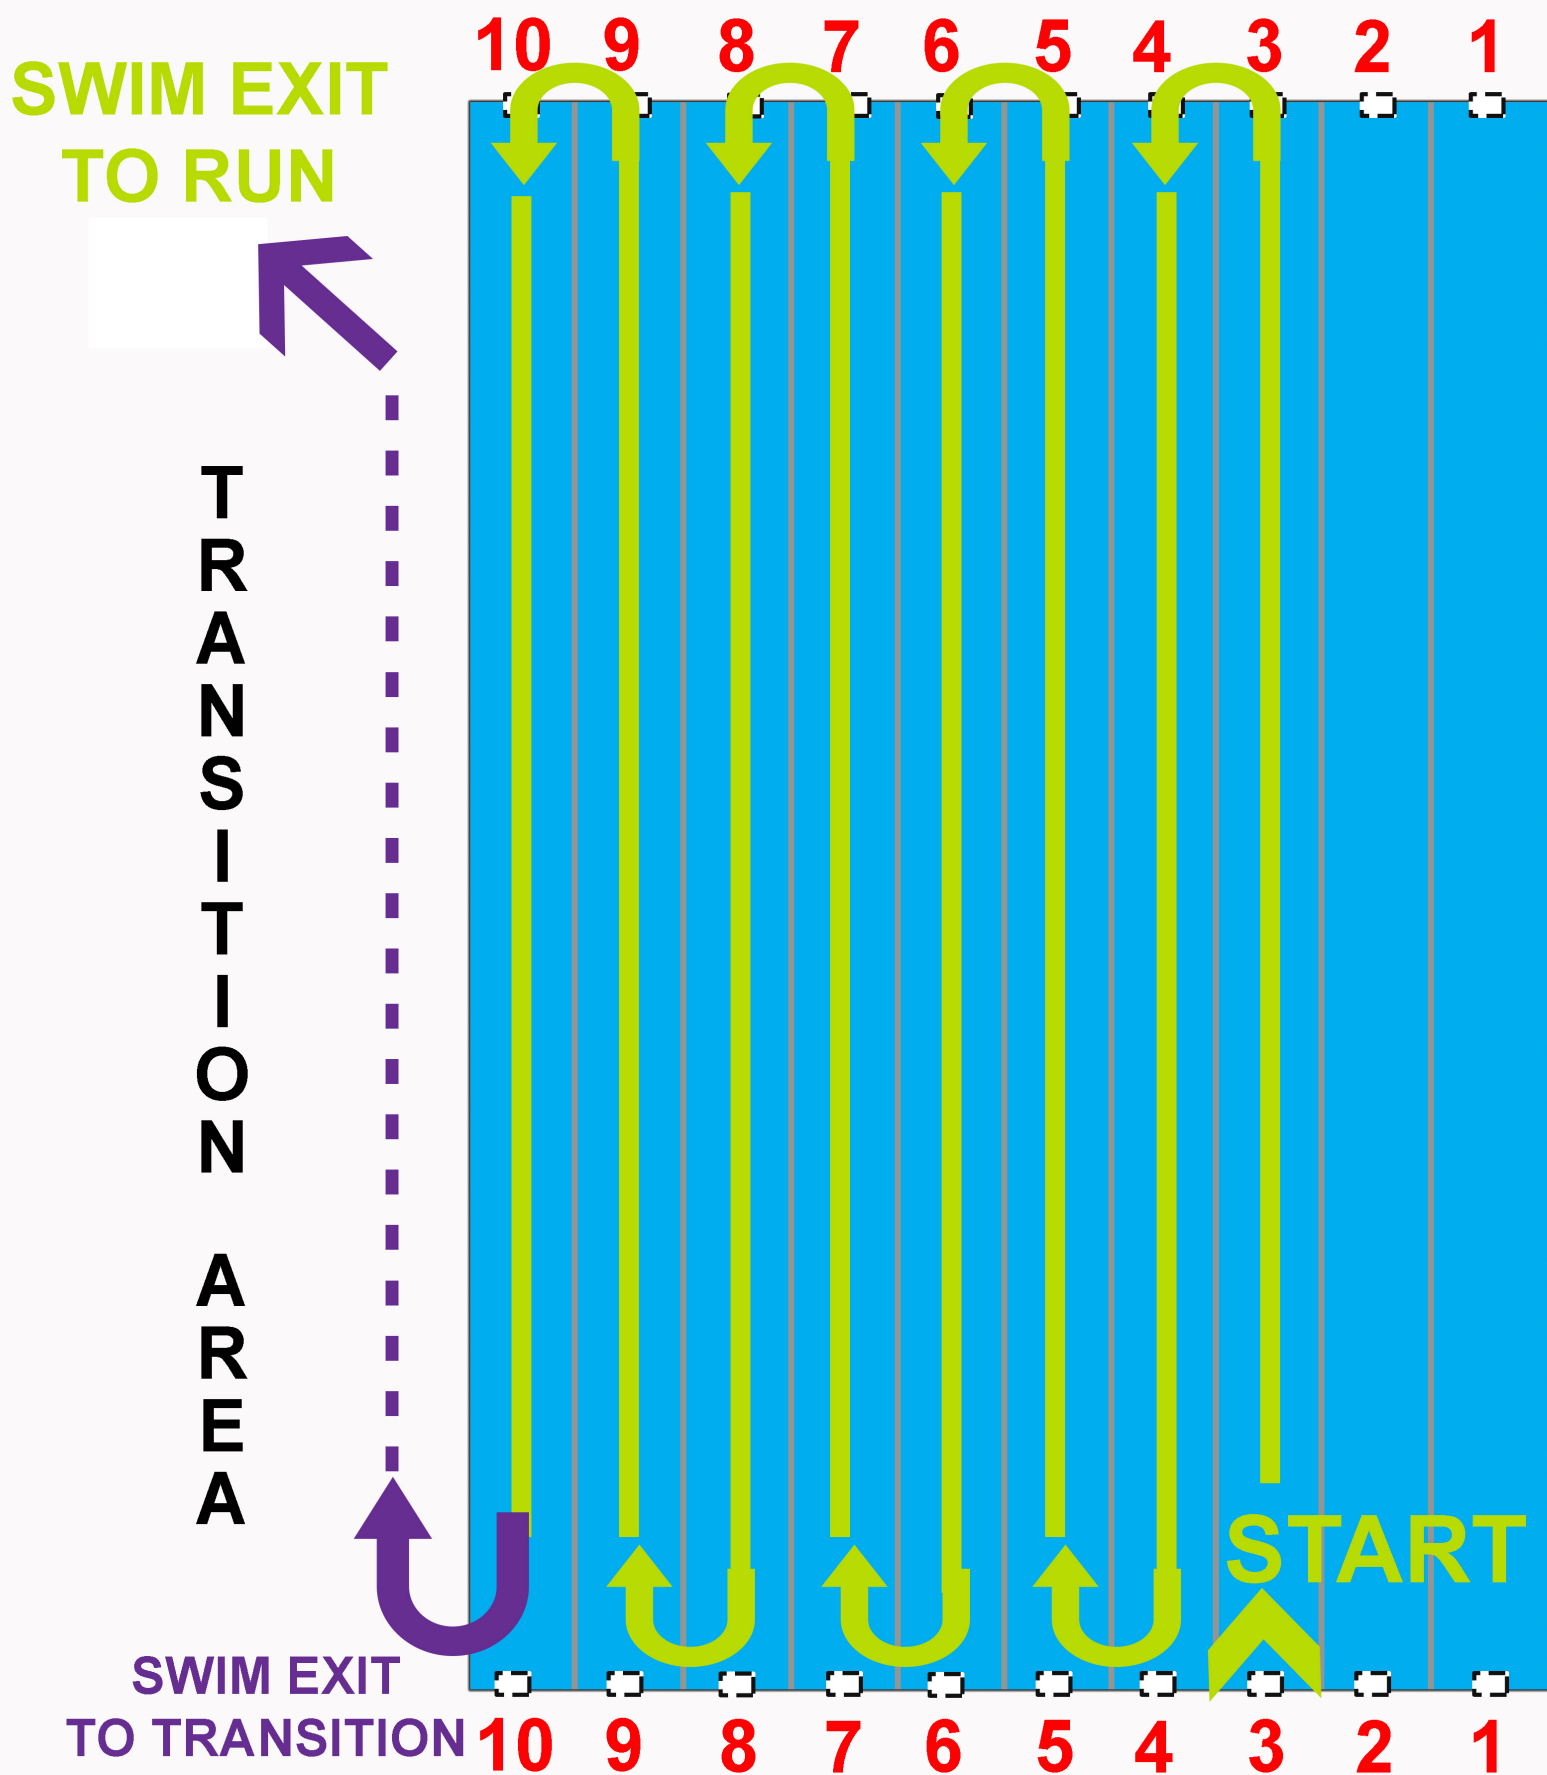 10 9 8 7 6 5 4 3 2 1
SWIM EXIT
TO RUN
TRANSITION AREA
START
SWIM EXIT
TO TRANSITION
10 9 8 7 6 5 4 3 2 1